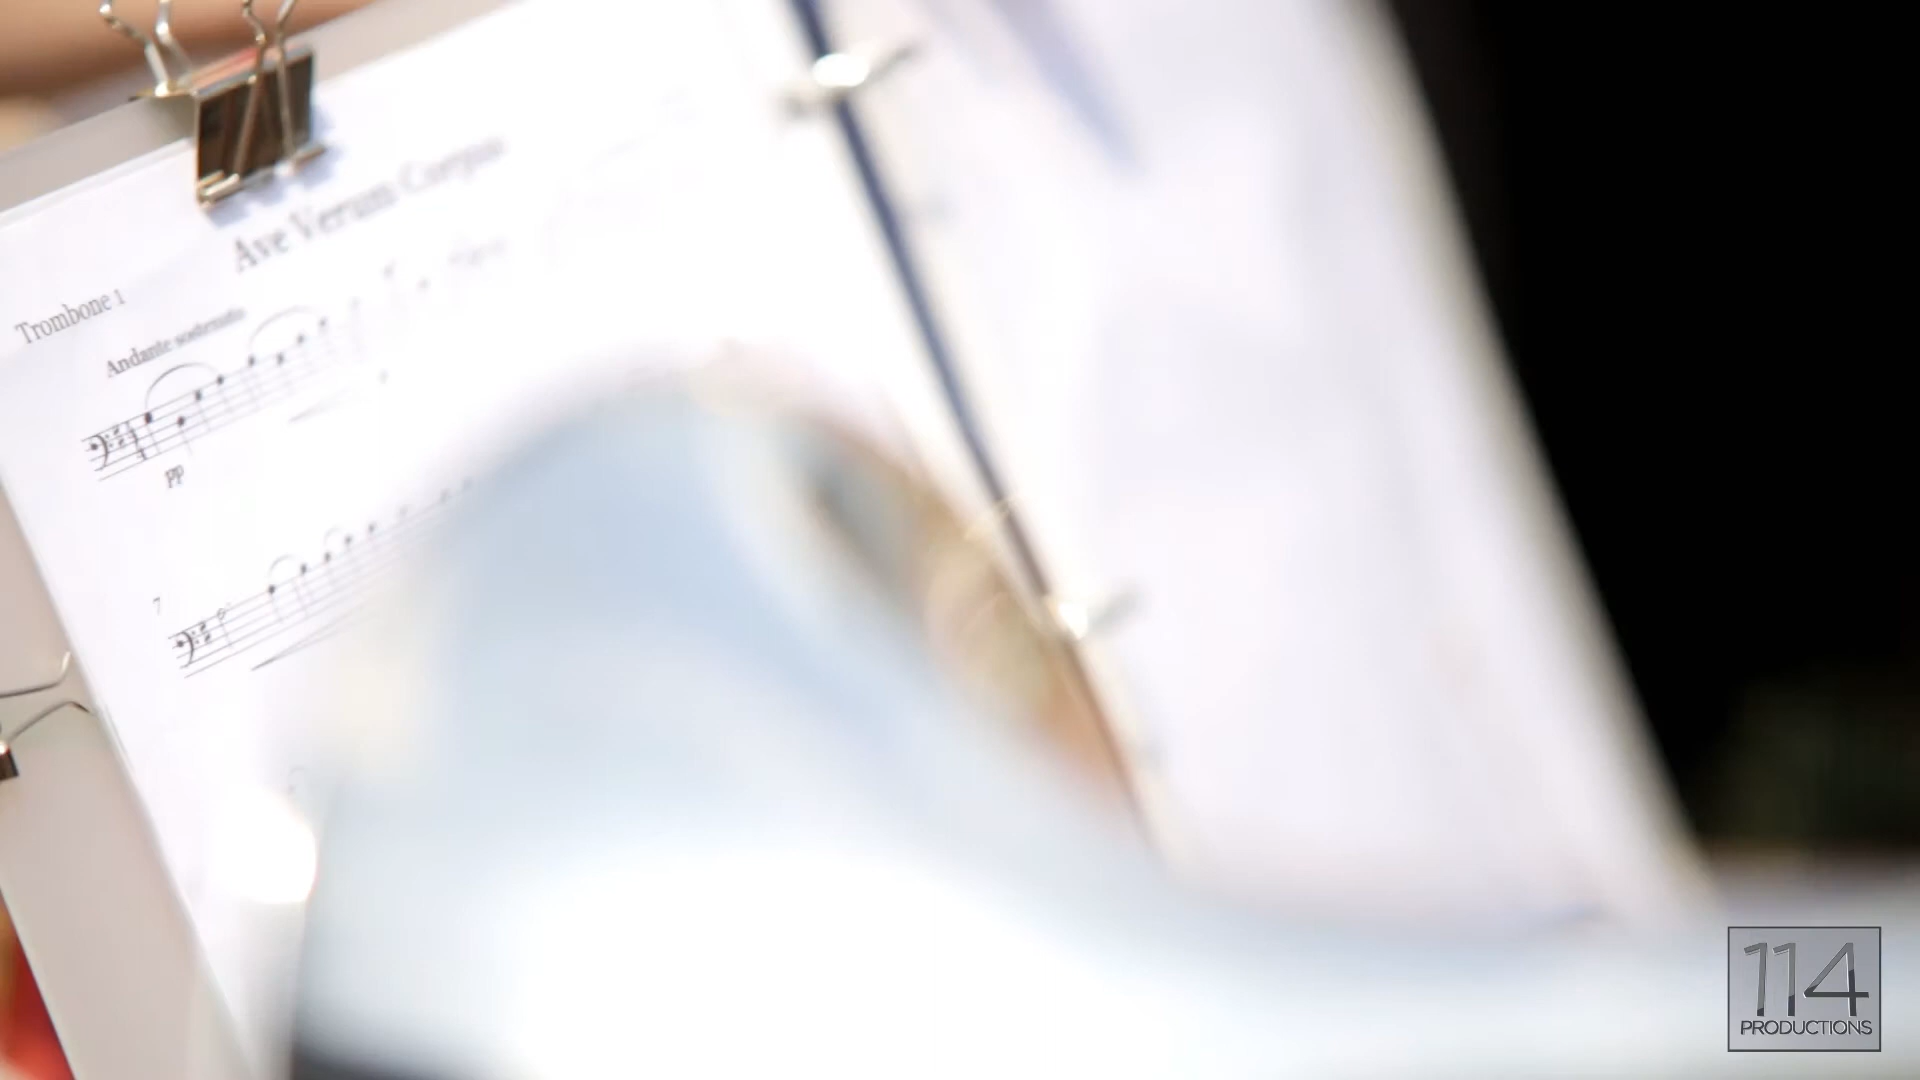 Ave Verum Corpus
Trombone 1
Andante sostenuto
pp
7
114
PRODUCTIONS